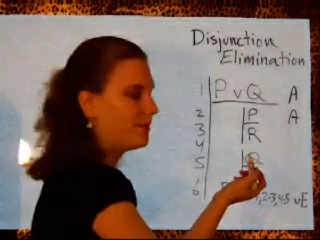 Disjunction
Elimination
1 P v Q A
2 P A
3 R
4
5 Q
6 1, 2-3, 4-5 vE